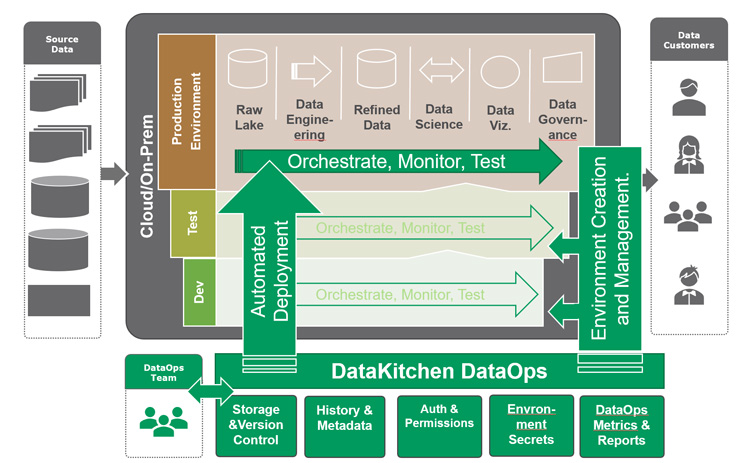 Source
Data
Cloud/On-Prem
Production
Environment
Raw
Lake
Data
Engine-
ering
Refined
Data
Data
Science
Data
Viz.
Data
Govern-
ance
Orchestrate, Monitor, Test
Test
Orchestrate, Monitor, Test
Dev
Orchestrate, Monitor, Test
Automated
Deployment
Environment Creation
and Management.
Data
Customers
DataOps
Team
DataKitchen DataOps
Storage
&Version
Control
History &
Metadata
Auth &
Permissions
Envron-
ment
Secrets
DataOps
Metrics &
Reports